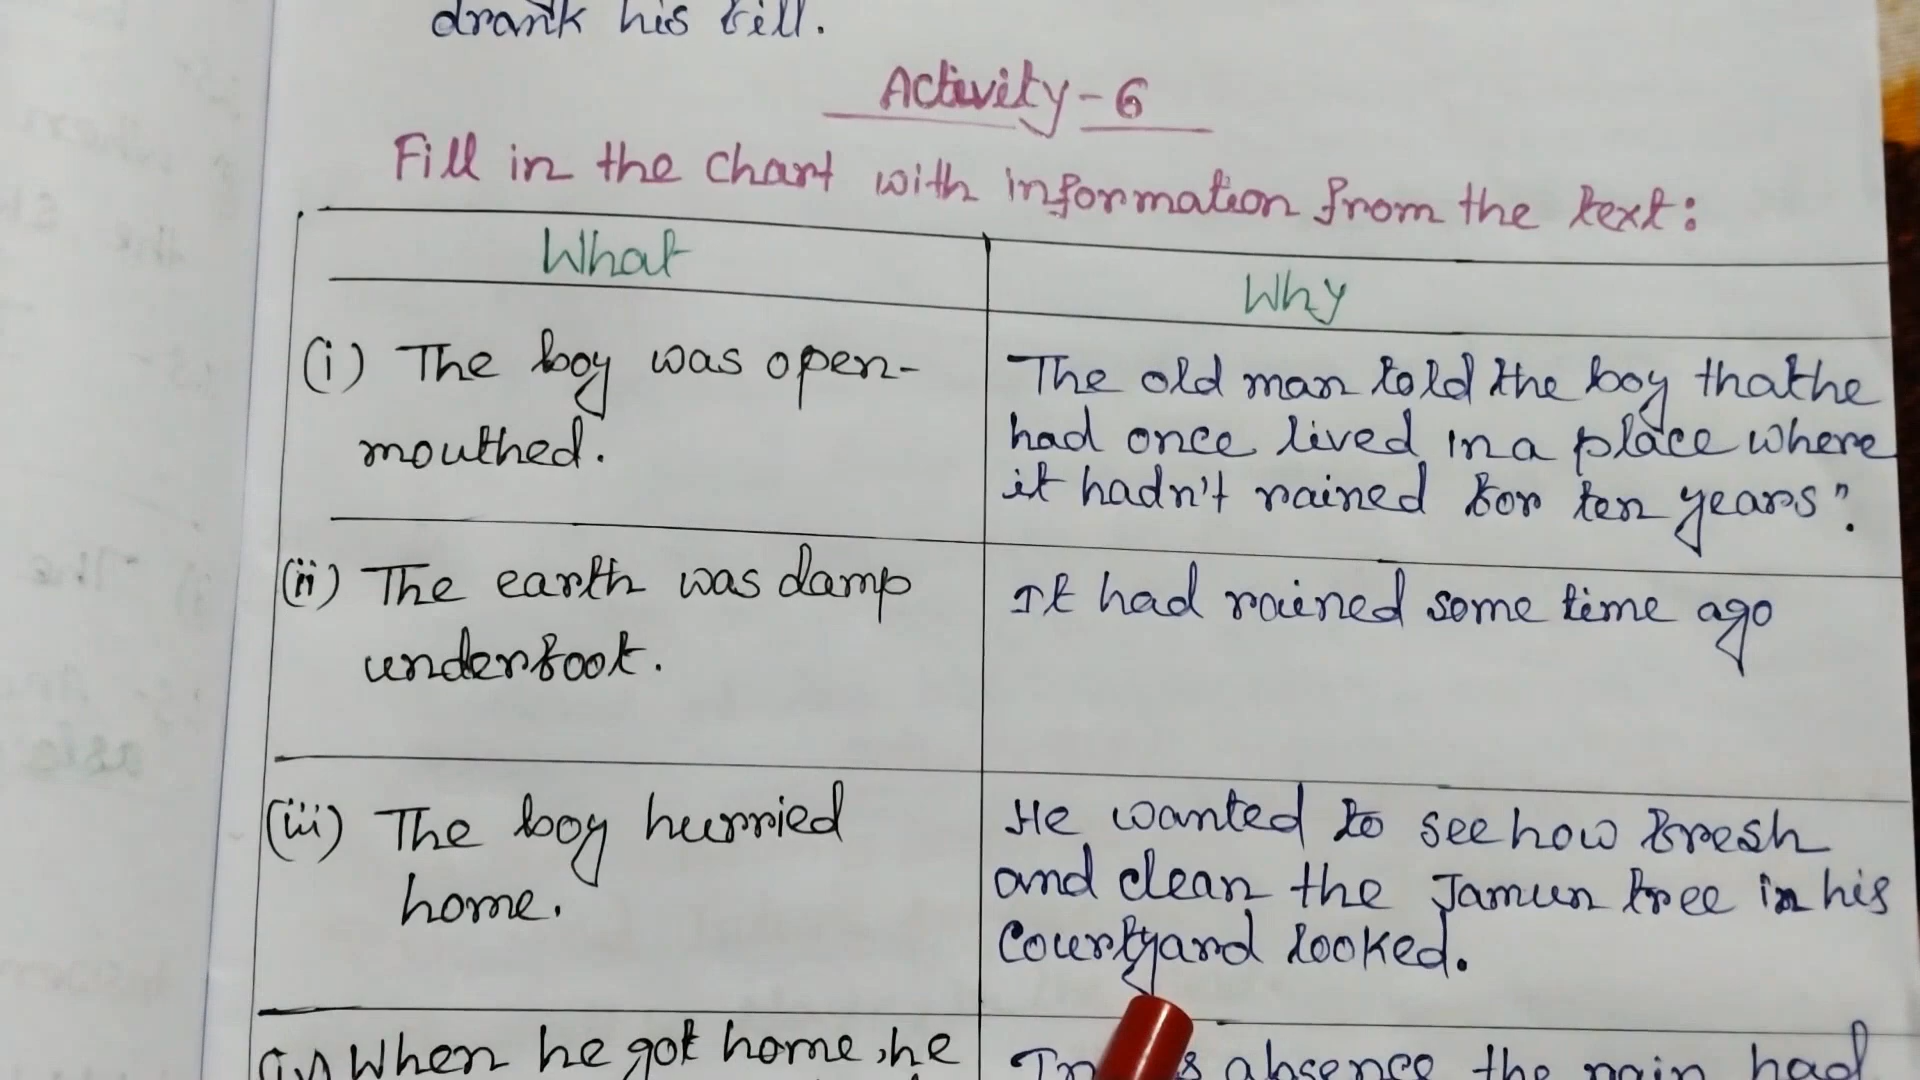 drank his fill.
Activity-6
Fill in the chart with information from the text:
What
Why
(i) The boy was open-
mouthed.
The old man told the boy that he
had once lived in a place where
it hadn't rained for ten years".
(ii) The earth was damp
underfoot.
It had rained some time ago
(iii) The boy hurried
home.
He wanted to see how fresh
and clean the Jamun tree in his
Courtyard looked.
(iv) When he got home, he
absence the rain had